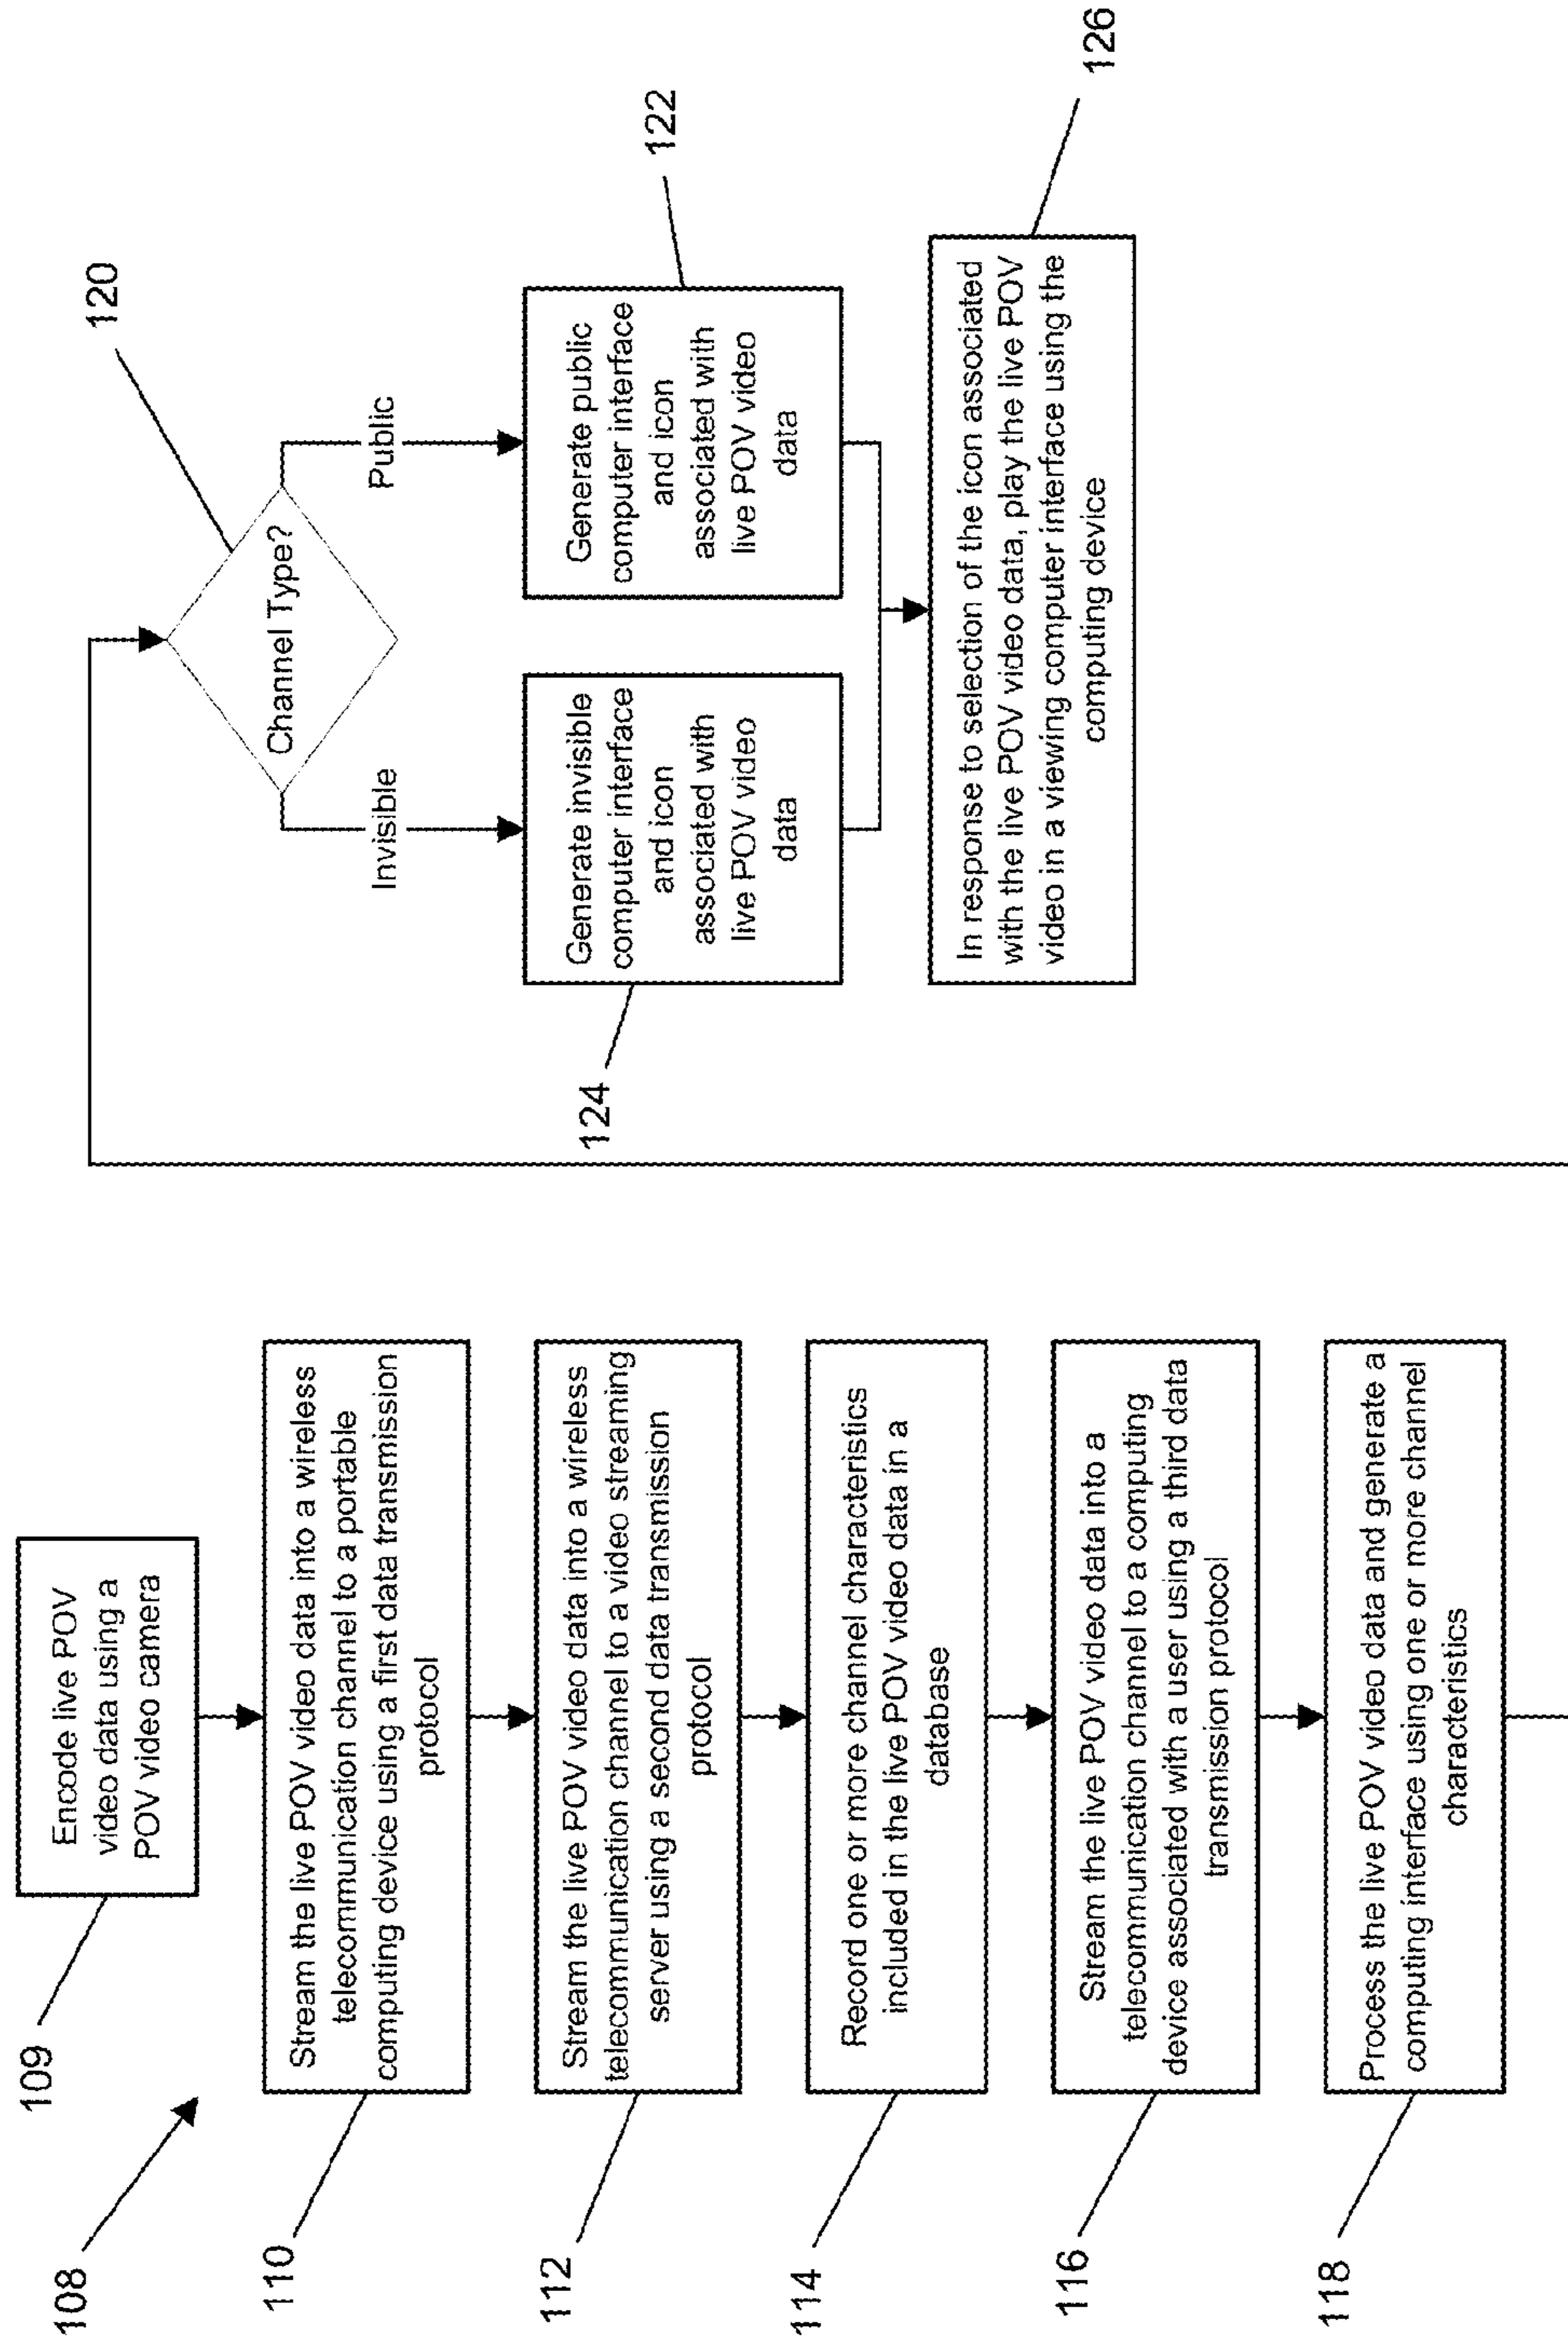 108
109
Encode live POV
video data using a
POV video camera
110
Stream the live POV video data into a wireless
telecommunication channel to a portable
computing device using a first data transmission
protocol
112
Stream the live POV video data into a wireless
telecommunication channel to a video streaming
server using a second data transmission
protocol
114
Record one or more channel characteristics
included in the live POV video data in a
database
116
Stream the live POV video data into a
telecommunication channel to a computing
device associated with a user using a third data
transmission protocol
118
Process the live POV video data and generate a
computing interface using one or more channel
characteristics
120
Channel Type?
Invisible
Public
124
Generate invisible
computer interface
and icon
associated with
live POV video
data
122
Generate public
computer interface
and icon
associated with
live POV video
data
126
In response to selection of the icon associated
with the live POV video data, play the live POV
video in a viewing computer interface using the
computing device